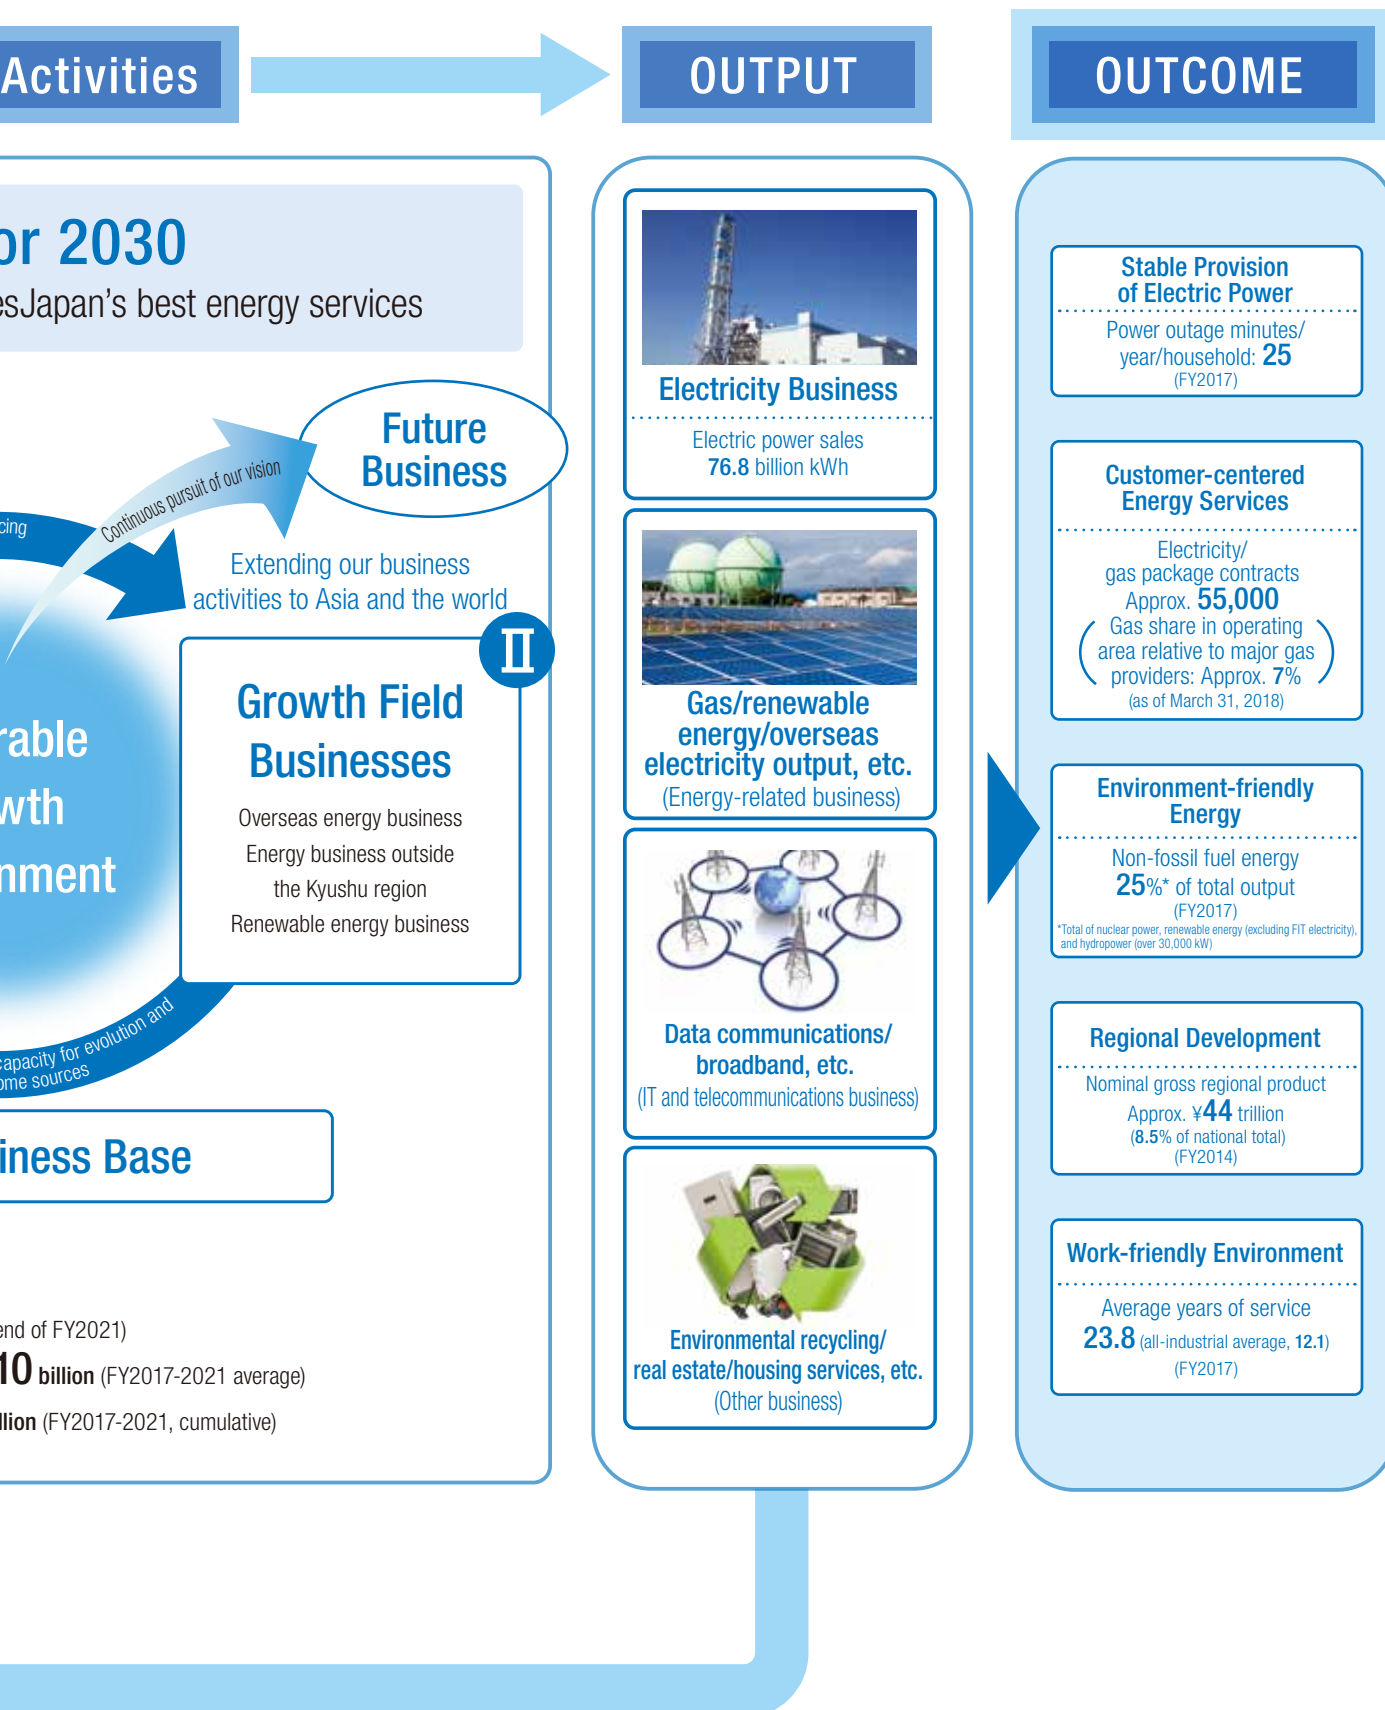 Activities
OUTPUT
OUTCOME
or 2030
esJapan's best energy services
Future
Business
Continuous pursuit of our vision
cing
Extending our business
activities to Asia and the world
II
Growth Field
Businesses
Overseas energy business
Energy business outside
the Kyushu region
Renewable energy business
rable
wth
nment
capacity for evolution and
ome sources
iness Base
end of FY2021)
10 billion (FY2017-2021 average)
llion (FY2017-2021, cumulative)
Electricity Business
Electric power sales
76.8 billion kWh
Gas/renewable
energy/overseas
electricity output, etc.
(Energy-related business)
Data communications/
broadband, etc.
(IT and telecommunications business)
Environmental recycling/
real estate/housing services, etc.
(Other business)
Stable Provision
of Electric Power
Power outage minutes/
year/household: 25
(FY2017)
Customer-centered
Energy Services
Electricity/
gas package contracts
Approx. 55,000
(Gas share in operating
area relative to major gas
providers: Approx. 7%)
(as of March 31, 2018)
Environment-friendly
Energy
Non-fossil fuel energy
25%* of total output
(FY2017)
*Total of nuclear power, renewable energy (excluding FIT electricity),
and hydropower (over 30,000 kW)
Regional Development
Nominal gross regional product
Approx. ¥44 trillion
(8.5% of national total)
(FY2014)
Work-friendly Environment
Average years of service
23.8 (all-industrial average, 12.1)
(FY2017)